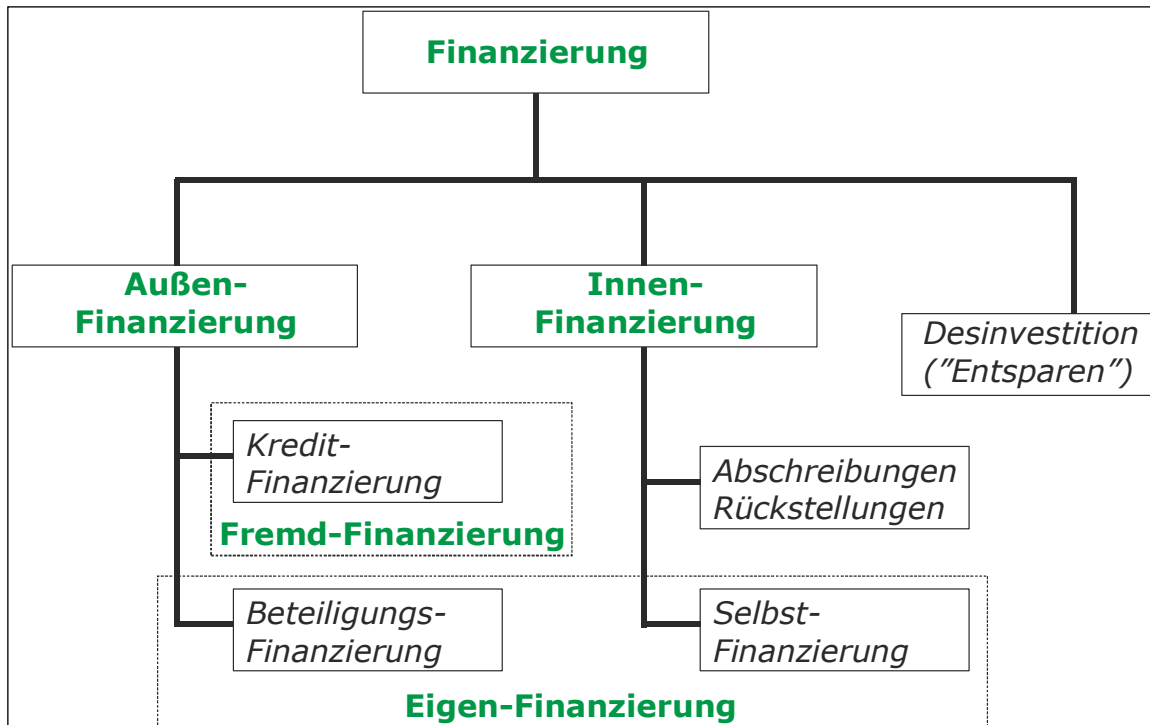 Finanzierung
Außen-
Finanzierung
Innen-
Finanzierung
Desinvestition
(”Entsparen”)
Kredit-
Finanzierung
Fremd-Finanzierung
Abschreibungen
Rückstellungen
Beteiligungs-
Finanzierung
Selbst-
Finanzierung
Eigen-Finanzierung